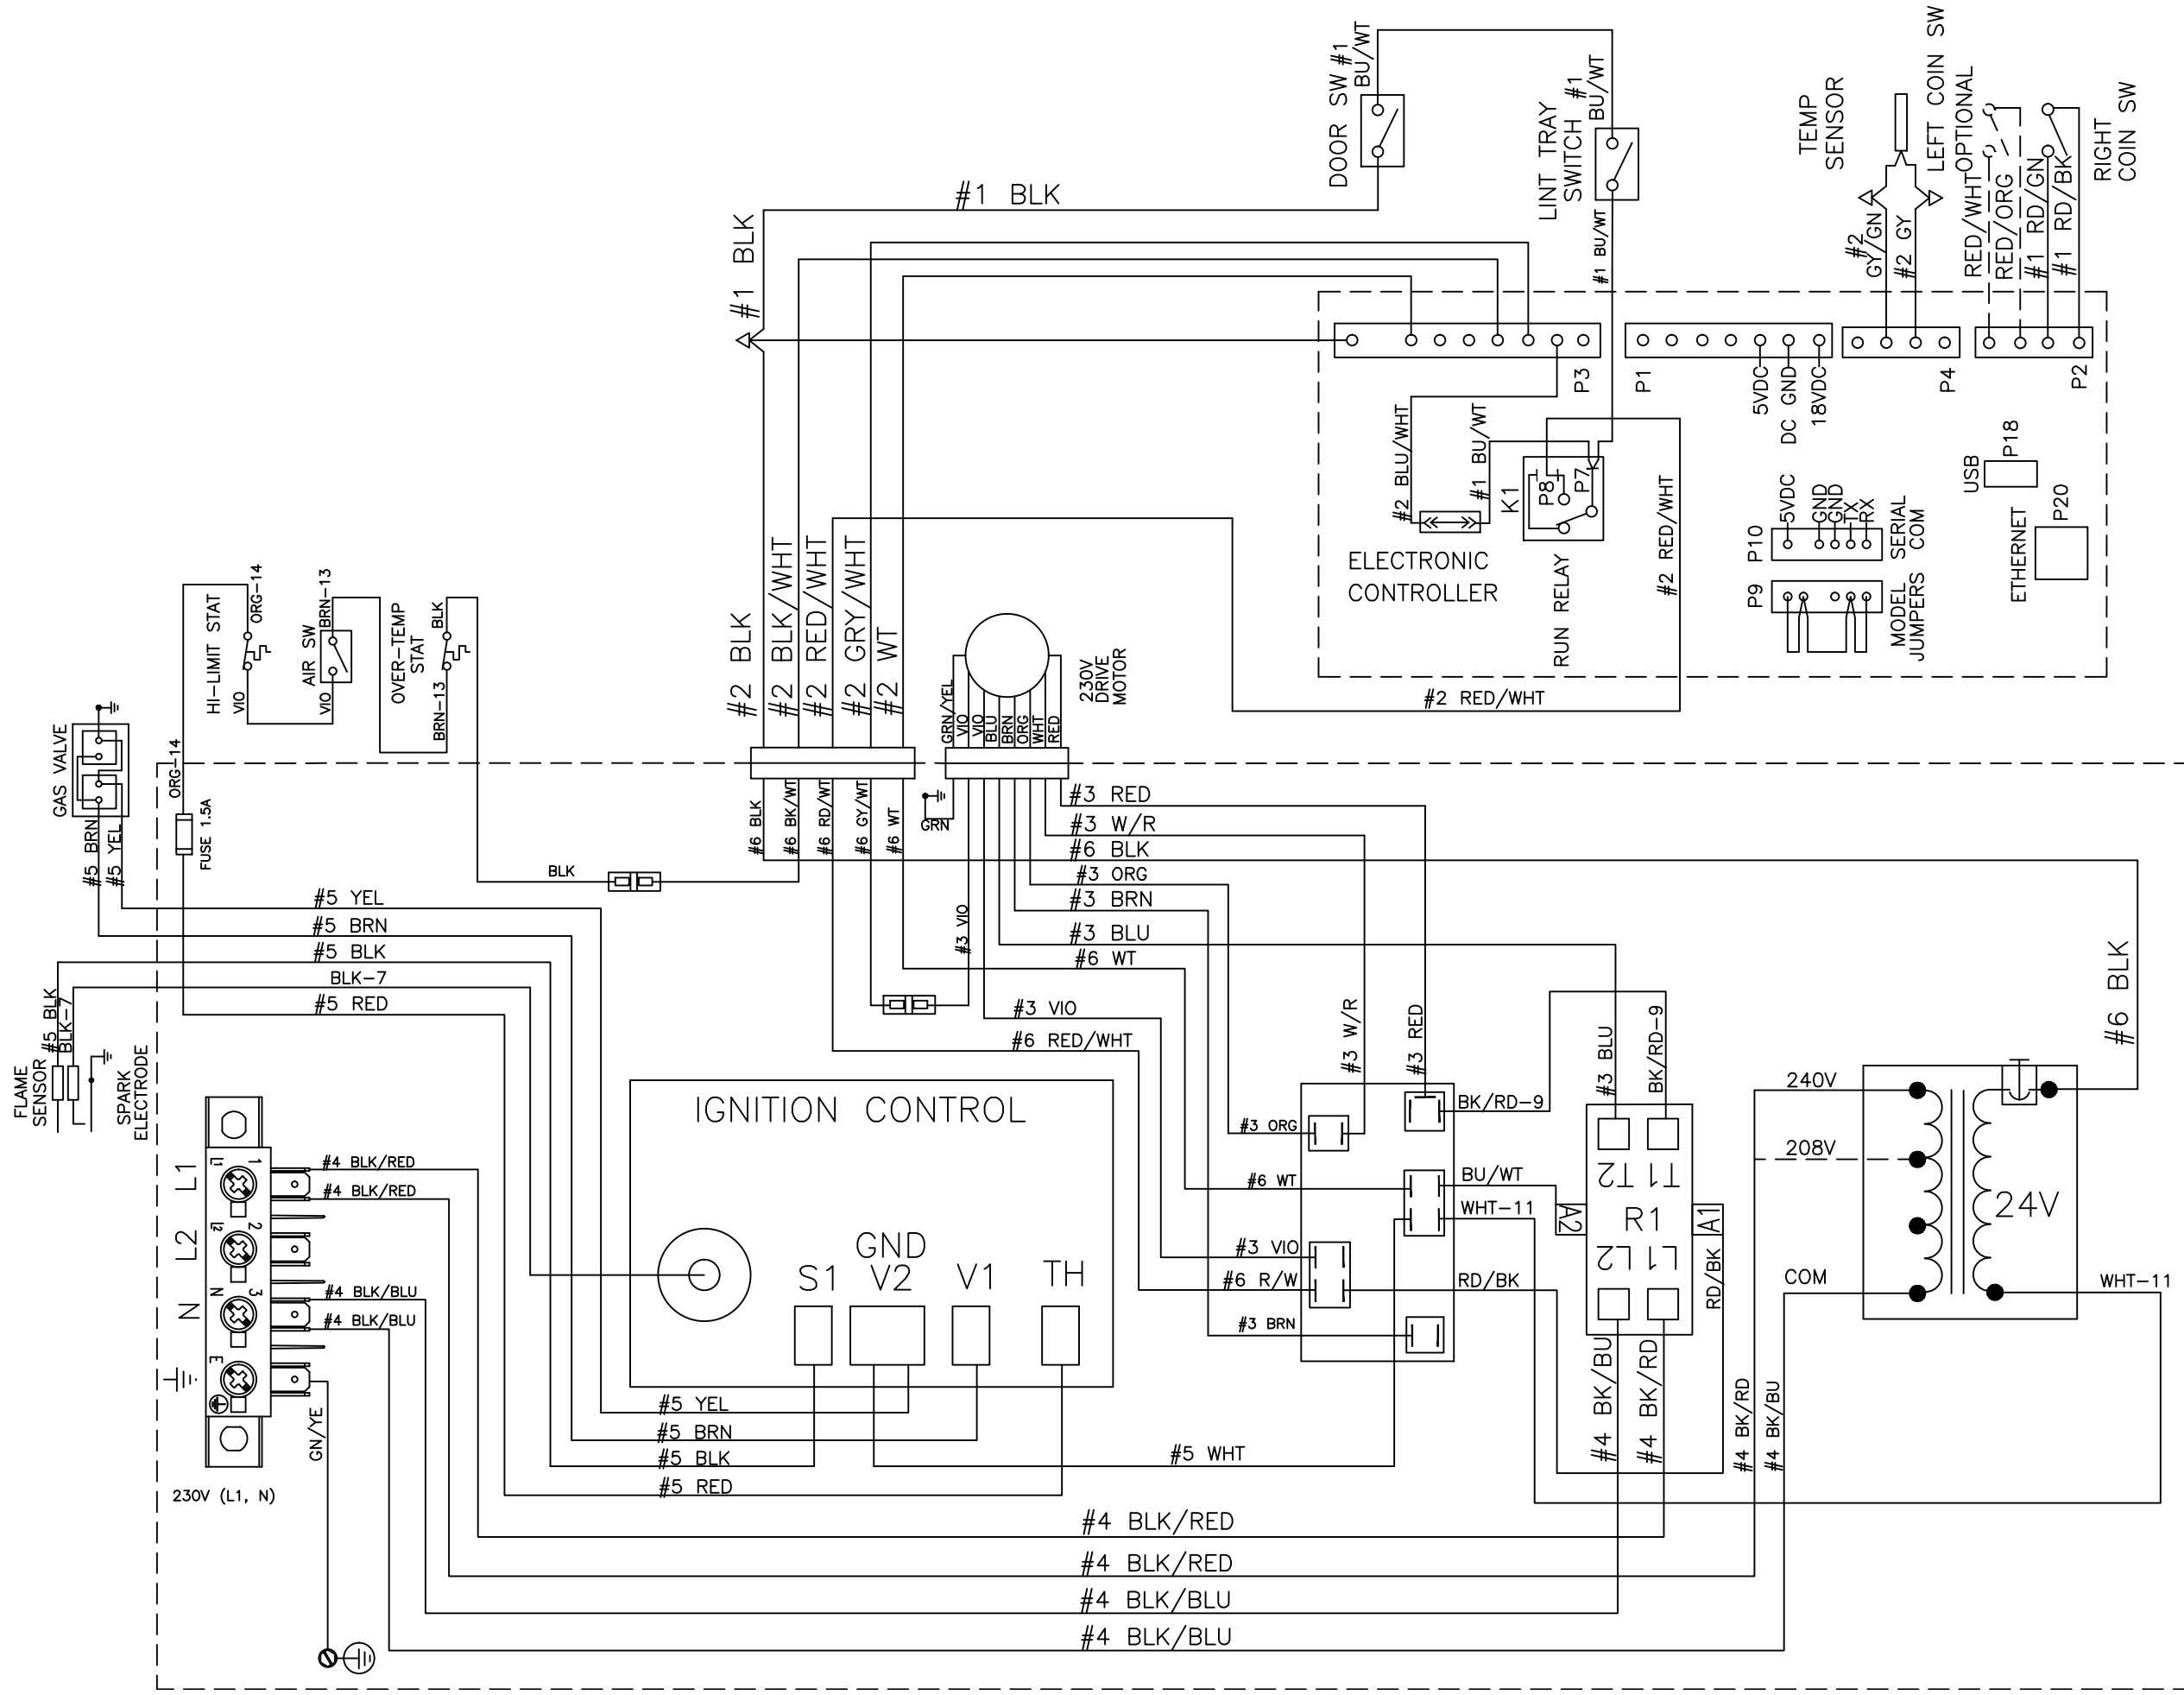 DOOR SW
#1
BU/WT
LINT TRAY
SWITCH
#1
BU/WT
#1 BLK
#1 BLK
#1 BU/WT
TEMP
SENSOR
LEFT COIN SW
OPTIONAL
RIGHT
COIN SW
#2
GY/GN
#2 GY
RED/WHT
RED/ORG
#1 RD/GN
#1 RD/BK
P3
P1
5VDC
DC GND
18VDC
P4
P2
#2 BLU/WHT
#1 BU/WT
K1
P8
P7
RUN RELAY
ELECTRONIC
CONTROLLER
#2 RED/WHT
#2 RED/WHT
P10
5VDC
GND
GND
TX
RX
SERIAL
COM
P9
MODEL
JUMPERS
USB
P18
ETHERNET
P20
#2 BLK
#2 BLK/WHT
#2 RED/WHT
#2 GRY/WHT
#2 WT
230V
DRIVE
MOTOR
GRN/YEL
VIO
VIO
BLU
BRN
ORG
WHT
RED
HI-LIMIT STAT
ORG-14
VIO
AIR SW
BRN-13
VIO
OVER-TEMP
STAT
BLK
BRN-13
GAS VALVE
ORG-14
FUSE 1.5A
#5 BRN
#5 YEL
BLK
#6 BLK
#6 BK/WT
#6 RD/WT
#6 GY/WT
#6 WT
GRN
#3 RED
#3 W/R
#6 BLK
#3 ORG
#3 BRN
#3 BLU
#6 WT
#3 VIO
#3 VIO
#6 RED/WHT
#5 YEL
#5 BRN
#5 BLK
BLK-7
#5 RED
#5 BLK
BLK-7
FLAME
SENSOR
SPARK
ELECTRODE
IGNITION CONTROL
S1
GND
V2
V1
TH
#5 YEL
#5 BRN
#5 BLK
#5 RED
#5 WHT
#3 W/R
#3 RED
#3 ORG
#6 WT
#3 VIO
#6 R/W
#3 BRN
BK/RD-9
BU/WT
WHT-11
RD/BK
#3 BLU
BK/RD-9
T2
T1
A2
R1
A1
L2
L1
RD/BK
#4 BK/BU
#4 BK/RD
#4 BK/RD
#4 BK/BU
240V
208V
COM
24V
#6 BLK
WHT-11
L1
L2
N
L1
1
L2
2
N
3
E
#4 BLK/RED
#4 BLK/RED
#4 BLK/BLU
#4 BLK/BLU
GN/YE
230V (L1, N)
#4 BLK/RED
#4 BLK/RED
#4 BLK/BLU
#4 BLK/BLU